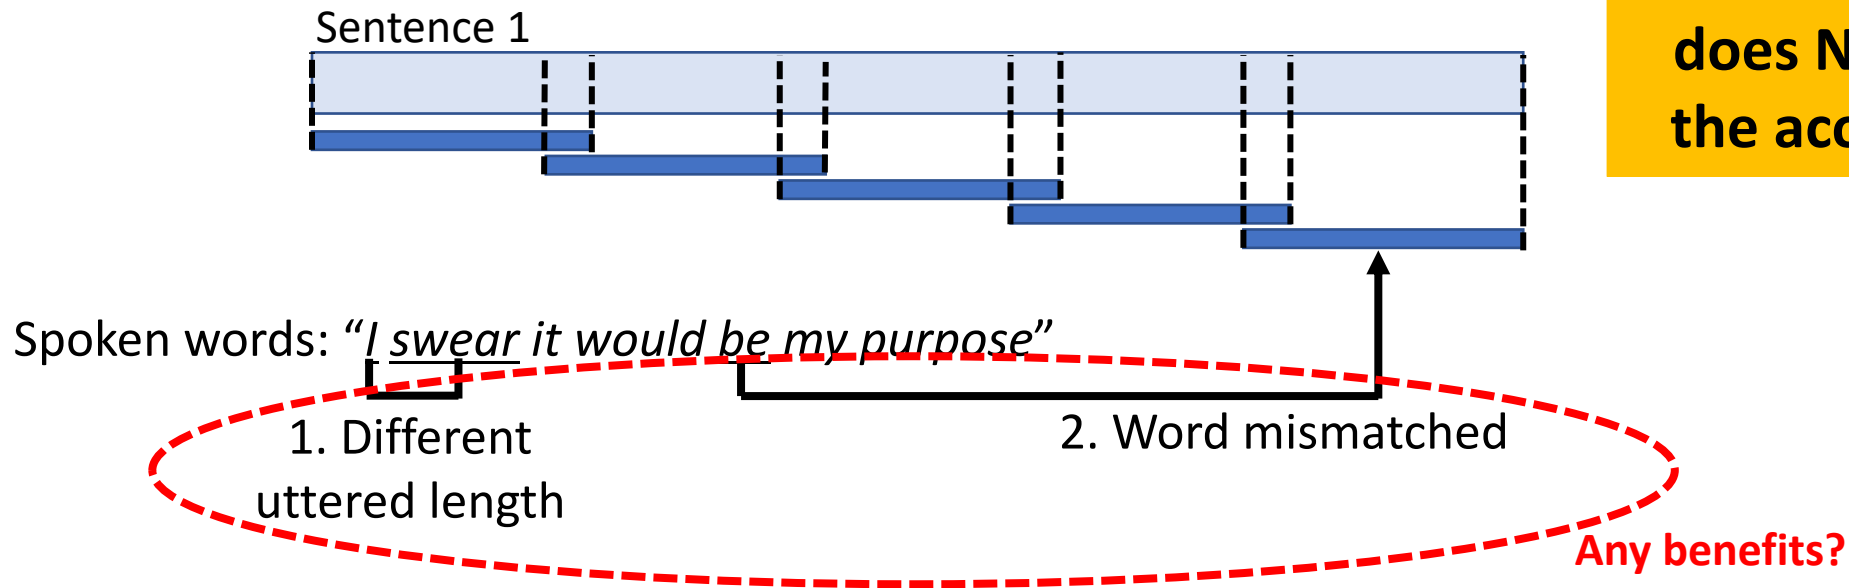 Sentence 1
does N
the acc
Spoken words: “I swear it would be my purpose”
1. Different
uttered length
2. Word mismatched
Any benefits?